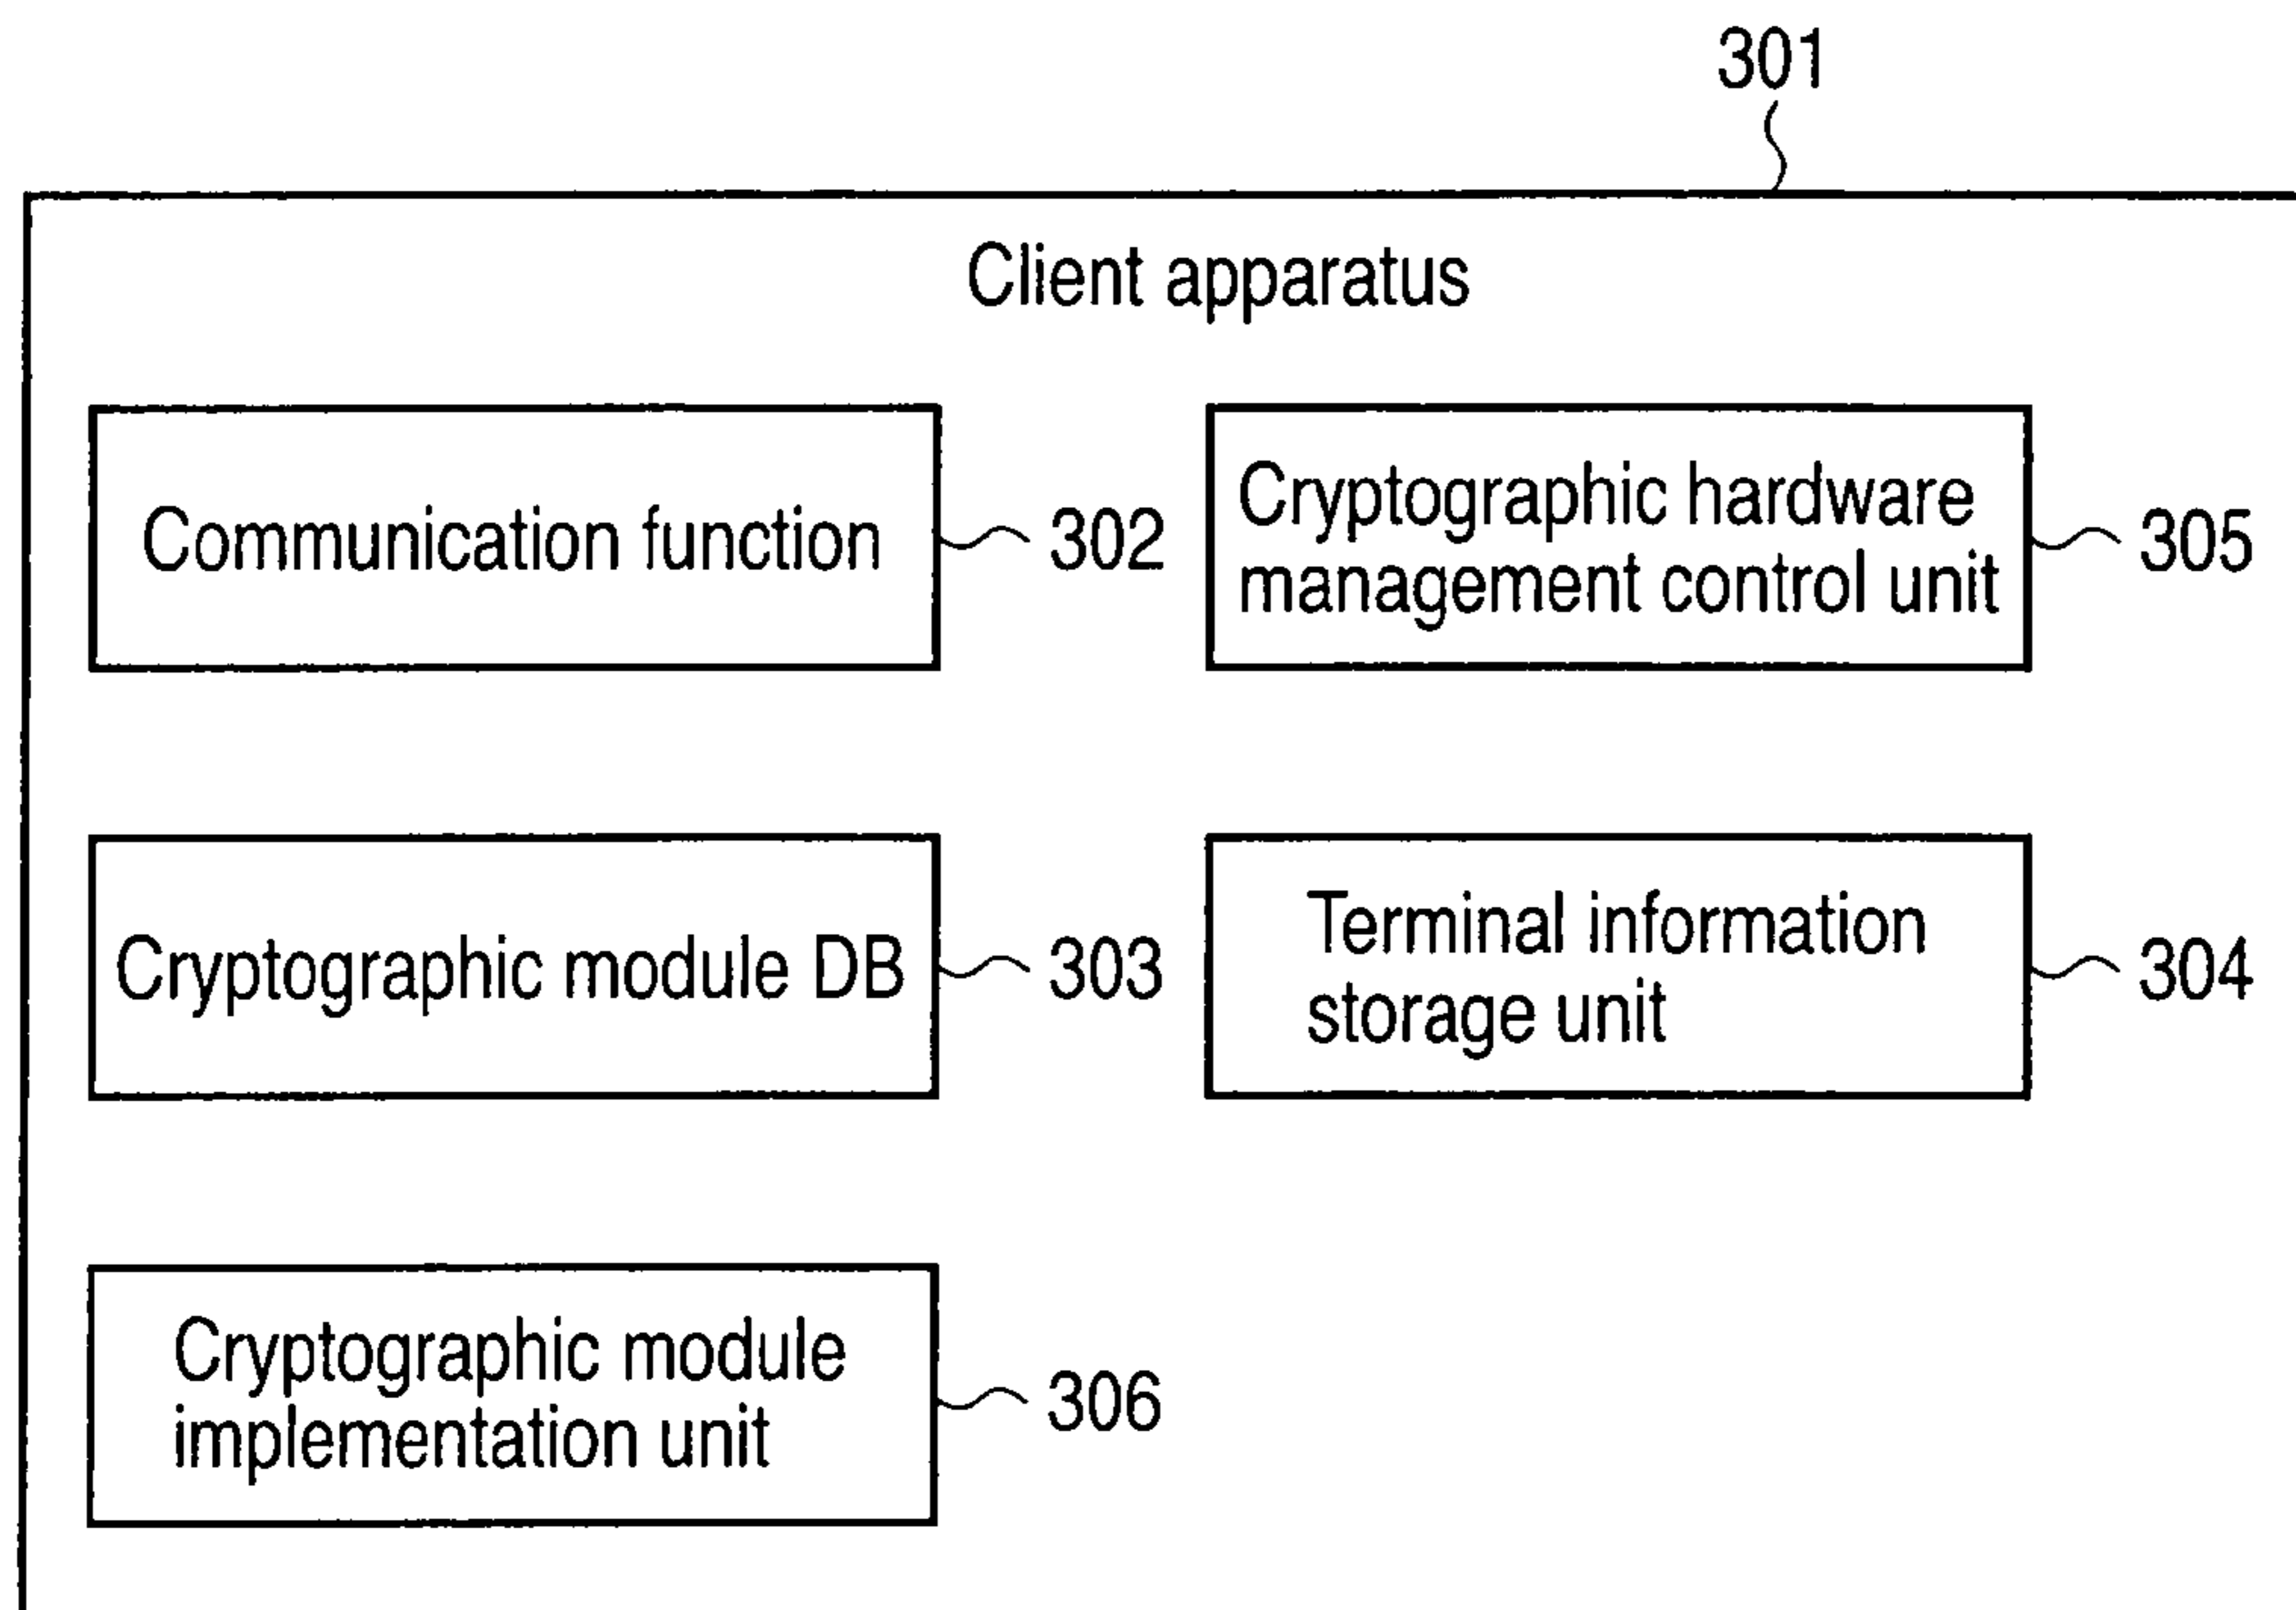 301
Client apparatus
Communication function
302
Cryptographic hardware
management control unit
305
Cryptographic module DB
303
Terminal information
storage unit
304
Cryptographic module
implementation unit
306